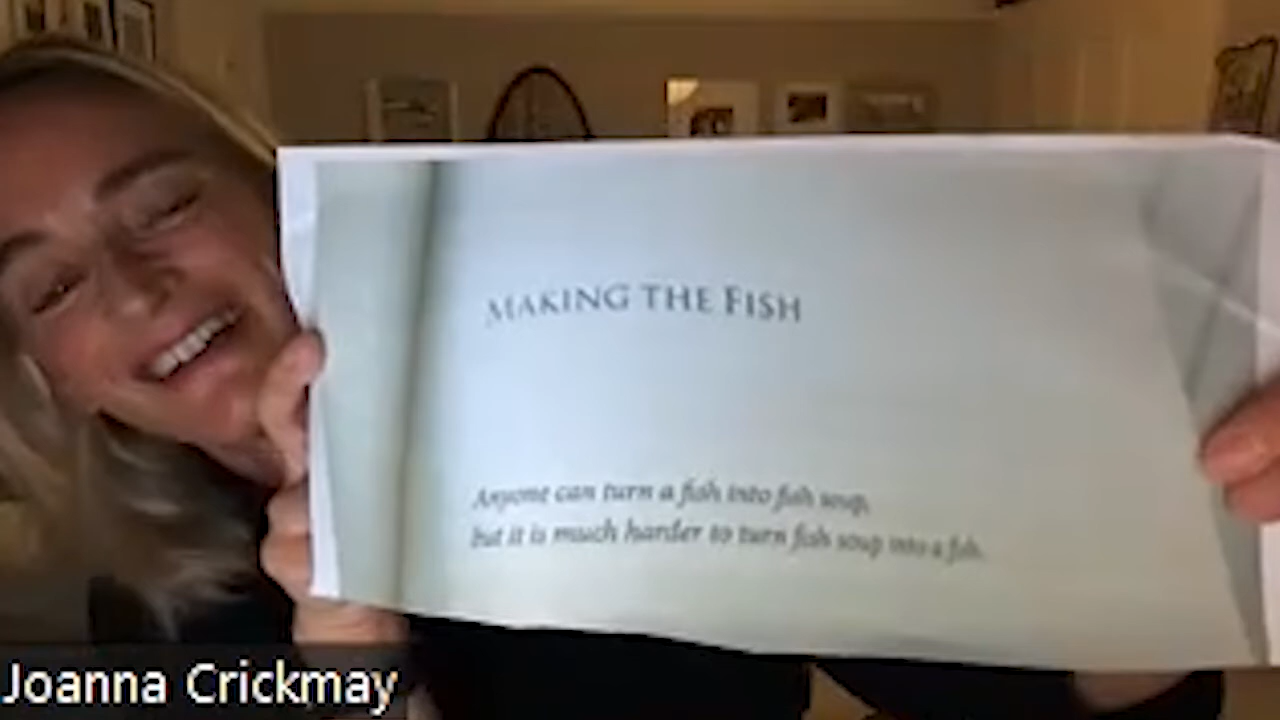 MAKING THE FISH
Anyone can turn a fish into fish soup,
but it is much harder to turn fish soup into a fish.
Joanna Crickmay